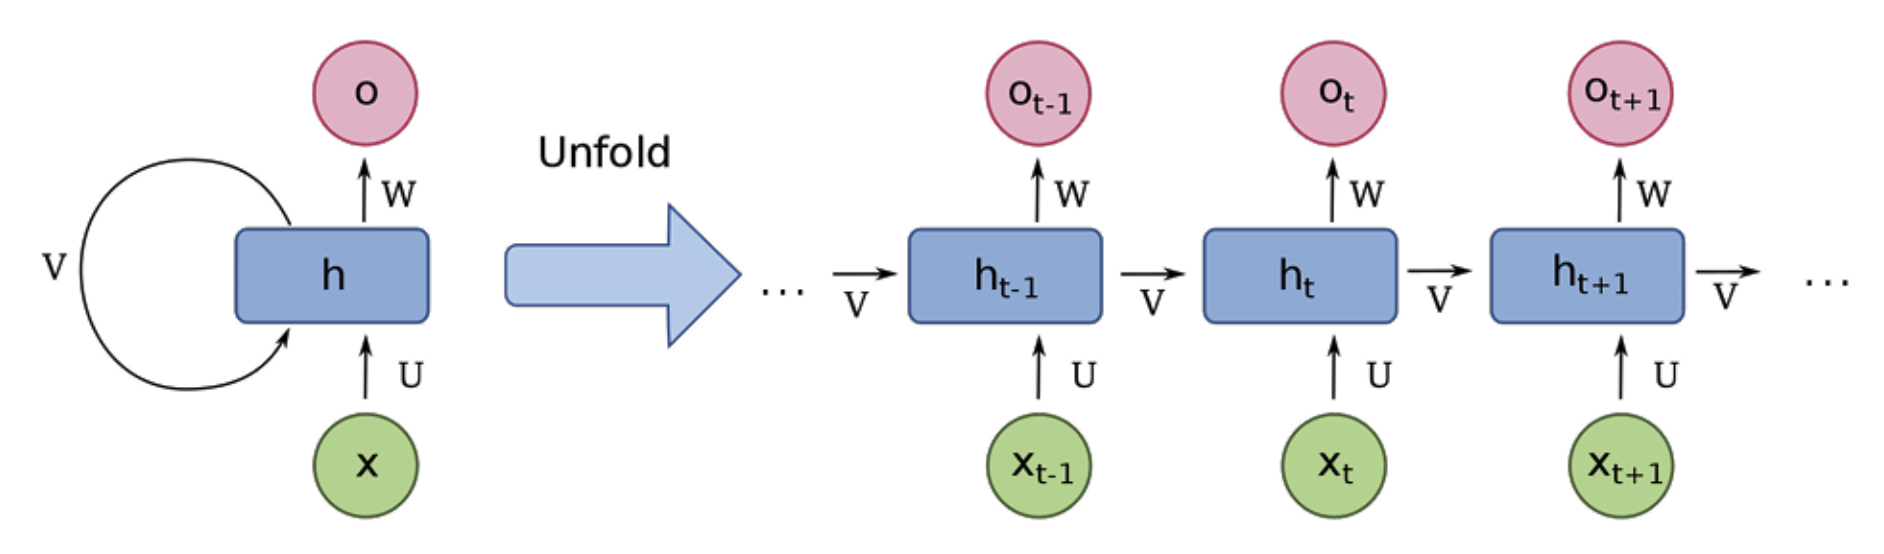 o
W
V
h
U
x
Unfold
...
V
o_{t-1}
W
h_{t-1}
V
U
x_{t-1}
o_t
W
h_t
V
U
x_t
o_{t+1}
W
h_{t+1}
V
U
x_{t+1}
...